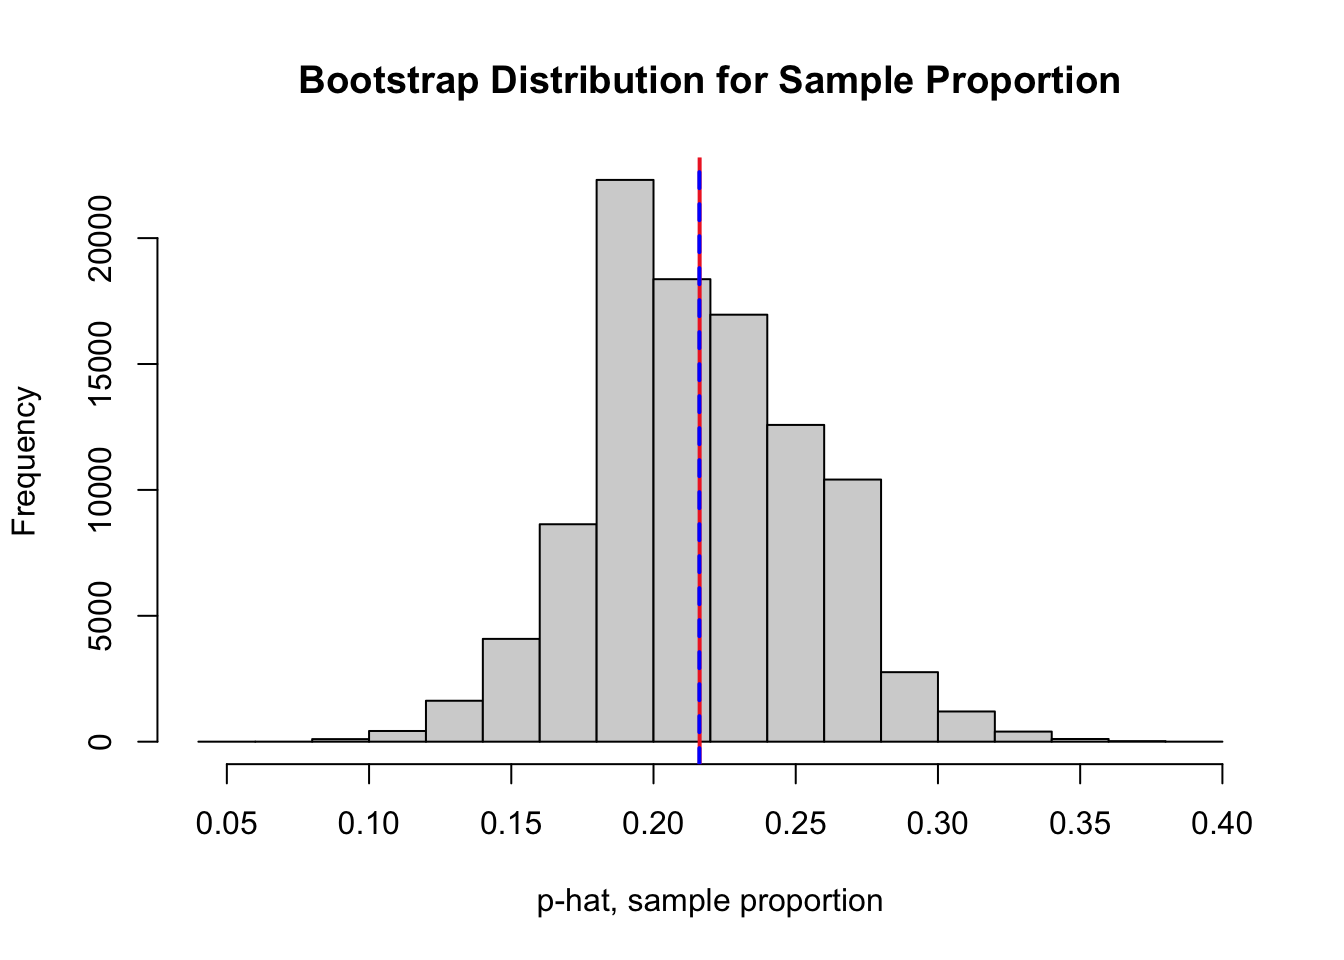 Bootstrap Distribution for Sample Proportion
Frequency
20000
15000
10000
5000
0
0.05 0.10 0.15 0.20 0.25 0.30 0.35 0.40
p-hat, sample proportion